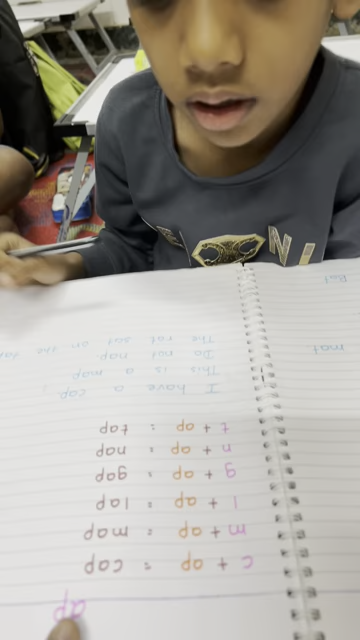 ap
c + ap = cap
m + ap = map
l + ap = lap
g + ap = gap
n + ap = nap
t + ap = tap
I have a cap.
This is a map.
Do not nap.
The rat sat on the
mat.